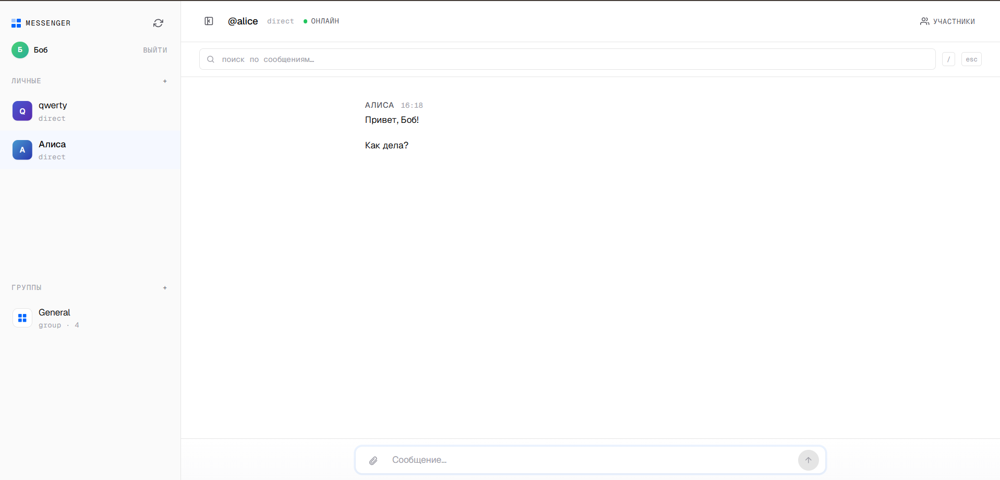 MESSENGER
Б Боб ВЫЙТИ
ЛИЧНЫЕ +
Q qwerty
direct
А Алиса
direct
ГРУППЫ +
General
group · 4
@alice direct ОНЛАЙН
УЧАСТНИКИ
поиск по сообщениям…
/ esc
АЛИСА 16:18
Привет, Боб!
Как дела?
Сообщение…